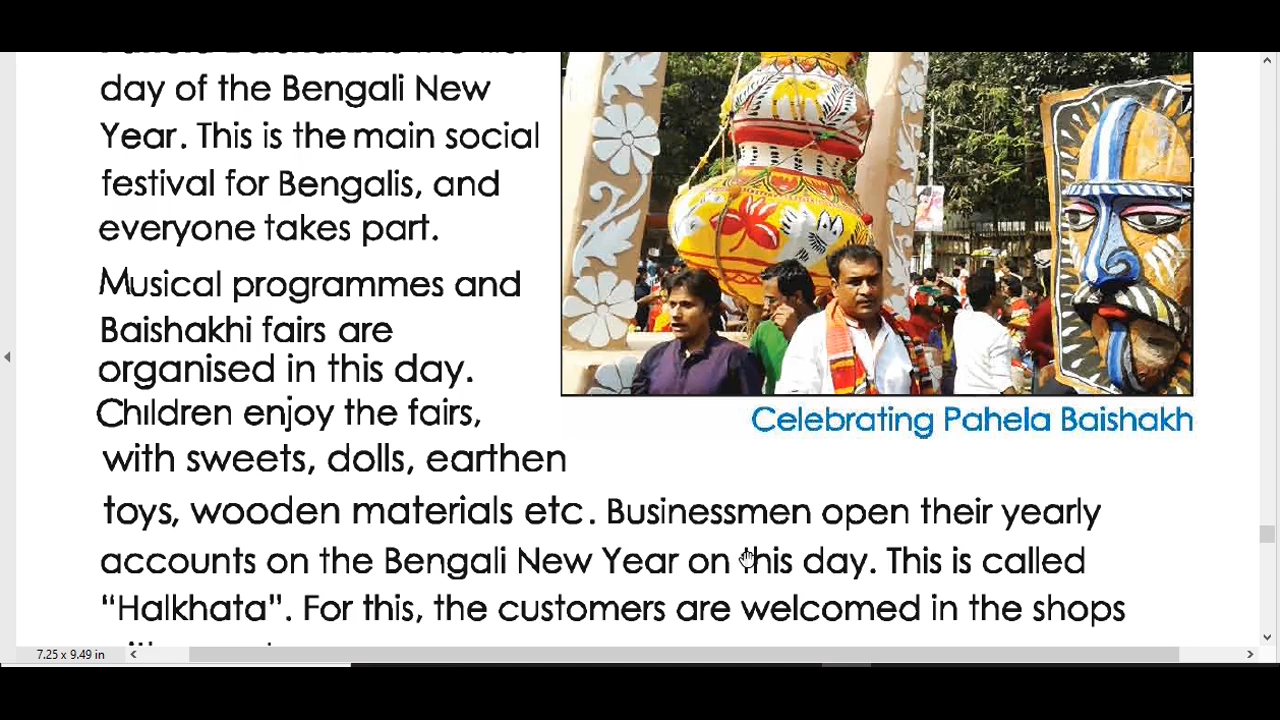 day of the Bengali New
Year. This is the main social
festival for Bengalis, and
everyone takes part.
Musical programmes and
Baishakhi fairs are
organised in this day.
Children enjoy the fairs,
with sweets, dolls, earthen
toys, wooden materials etc. Businessmen open their yearly
accounts on the Bengali New Year on this day. This is called
“Halkhata”. For this, the customers are welcomed in the shops
Celebrating Pahela Baishakh
7.25 x 9.49 in